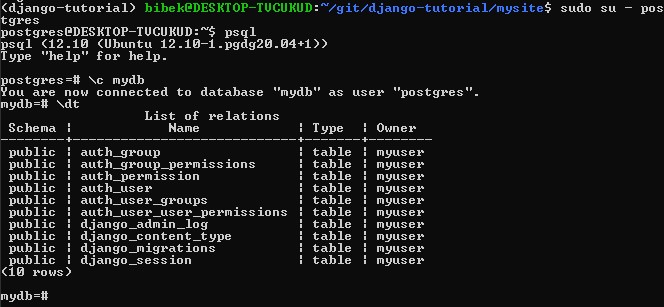 (django-tutorial) bibek@DESKTOP-TVCUKUD:~/git/django-tutorial/mysite$ sudo su - pos
tgres
postgres@DESKTOP-TVCUKUD:~$ psql
psql (12.10 (Ubuntu 12.10-1.pgdg20.04+1))
Type "help" for help.

postgres=# \c mydb
You are now connected to database "mydb" as user "postgres".
mydb=# \dt
                   List of relations
 Schema |            Name            | Type  | Owner
--------+----------------------------+-------+--------
 public | auth_group                 | table | myuser
 public | auth_group_permissions     | table | myuser
 public | auth_permission            | table | myuser
 public | auth_user                  | table | myuser
 public | auth_user_groups           | table | myuser
 public | auth_user_user_permissions | table | myuser
 public | django_admin_log           | table | myuser
 public | django_content_type        | table | myuser
 public | django_migrations          | table | myuser
 public | django_session             | table | myuser
(10 rows)

mydb=#